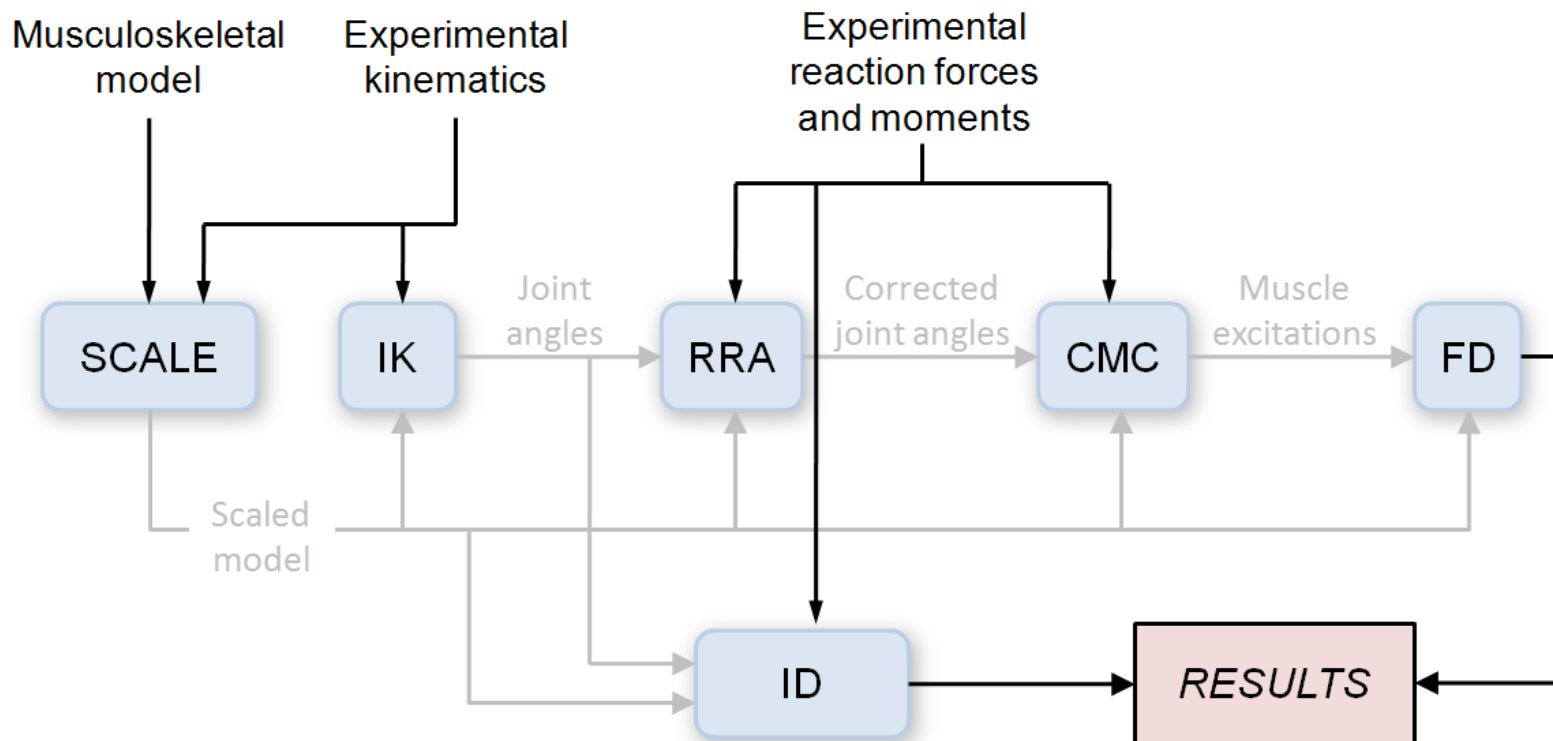 Musculoskeletal
model
Experimental
kinematics
Experimental
reaction forces
and moments
Joint
angles
Corrected
joint angles
Muscle
excitations
SCALE
IK
RRA
CMC
FD
Scaled
model
ID
RESULTS